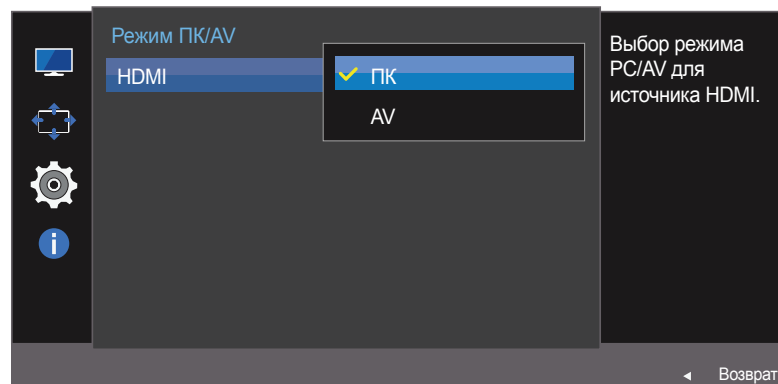 Режим ПК/AV
HDMI
ПК
AV
Выбор режима
PC/AV для
источника HDMI.
Возврат